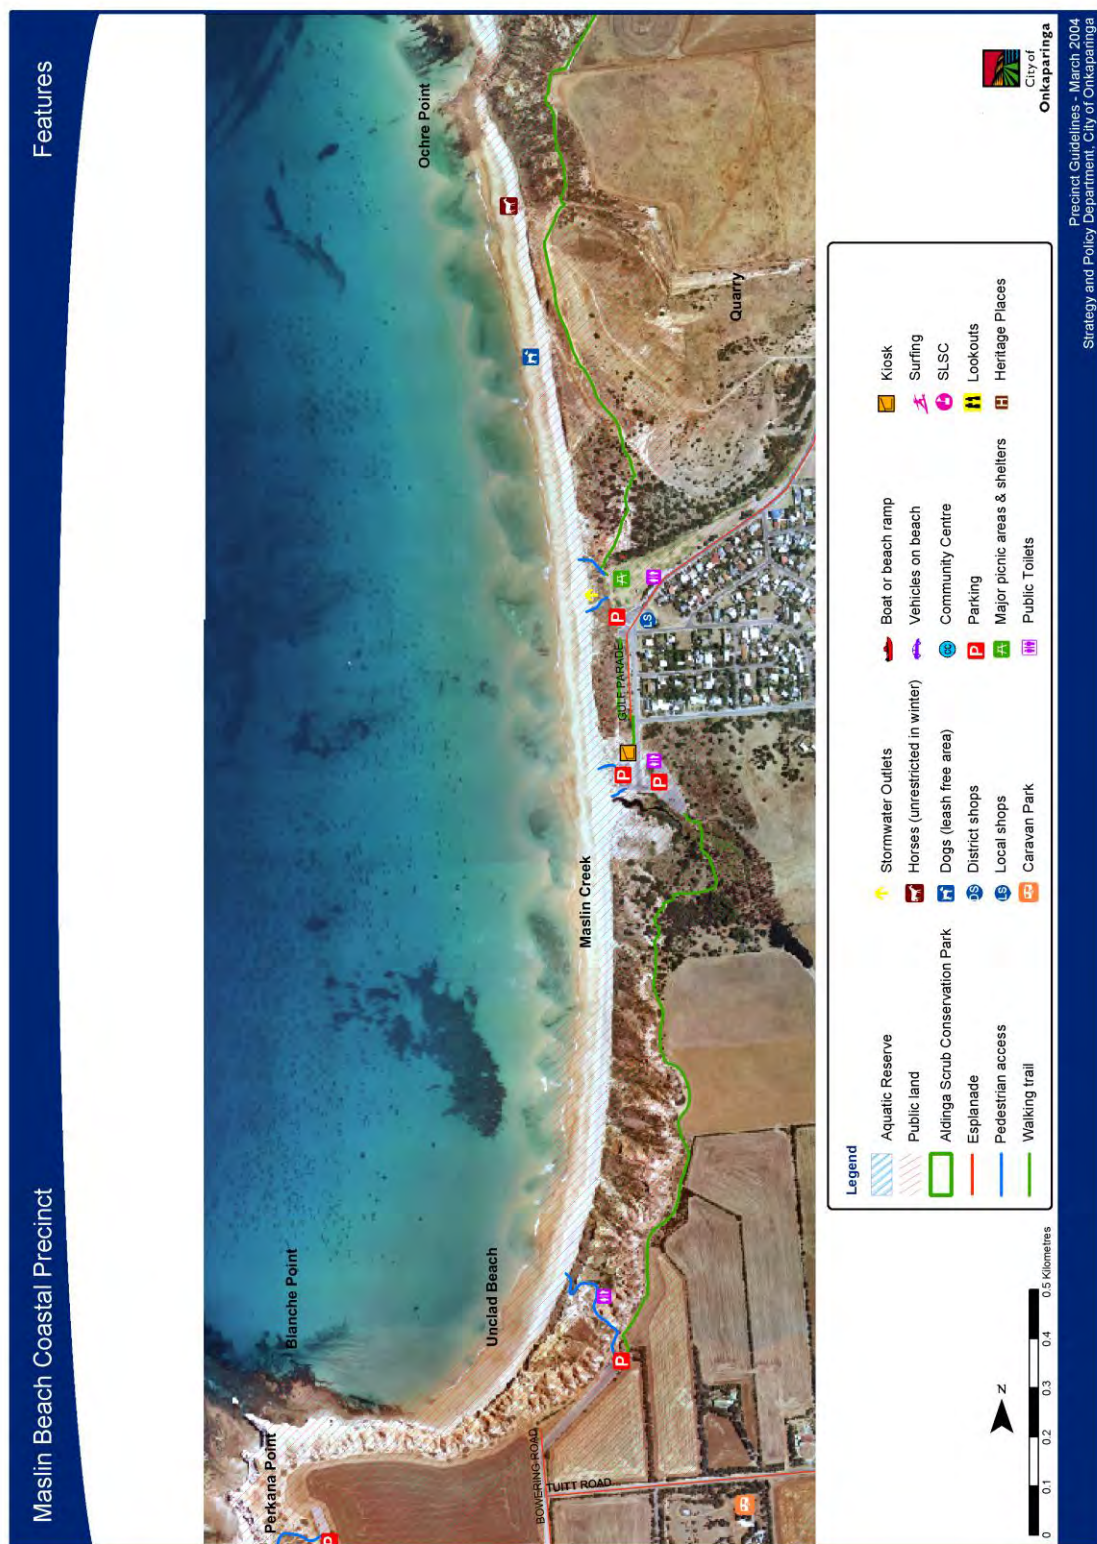 Maslin Beach Coastal Precinct
Features
Perkana Point
Blanche Point
Unclad Beach
Maslin Creek
Ochre Point
Quarry
GULF PARADE
BOWERING ROAD
TUITT ROAD
P
P
P
P
P
LS
N
0
0.1
0.2
0.3
0.4
0.5 Kilometres
Legend
Aquatic Reserve
Public land
Aldinga Scrub Conservation Park
Esplanade
Pedestrian access
Walking trail
Stormwater Outlets
Horses (unrestricted in winter)
Dogs (leash free area)
DS District shops
LS Local shops
Caravan Park
Boat or beach ramp
Vehicles on beach
CC Community Centre
P Parking
Major picnic areas & shelters
Public Toilets
Kiosk
Surfing
SLSC
Lookouts
H Heritage Places
City of
Onkaparinga
Precinct Guidelines - March 2004
Strategy and Policy Department, City of Onkaparinga